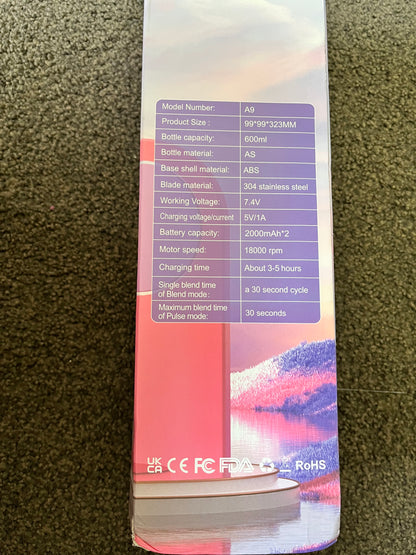 Model Number: A9
Product Size : 99*99*323MM
Bottle capacity: 600ml
Bottle material: AS
Base shell material: ABS
Blade material: 304 stainless steel
Working Voltage: 7.4V
Charging voltage/current 5V/1A
Battery capacity: 2000mAh*2
Motor speed: 18000 rpm
Charging time About 3-5 hours
Single blend time
of Blend mode: a 30 second cycle
Maximum blend time
of Pulse mode: 30 seconds
UK
CA CE FC FDA RoHS